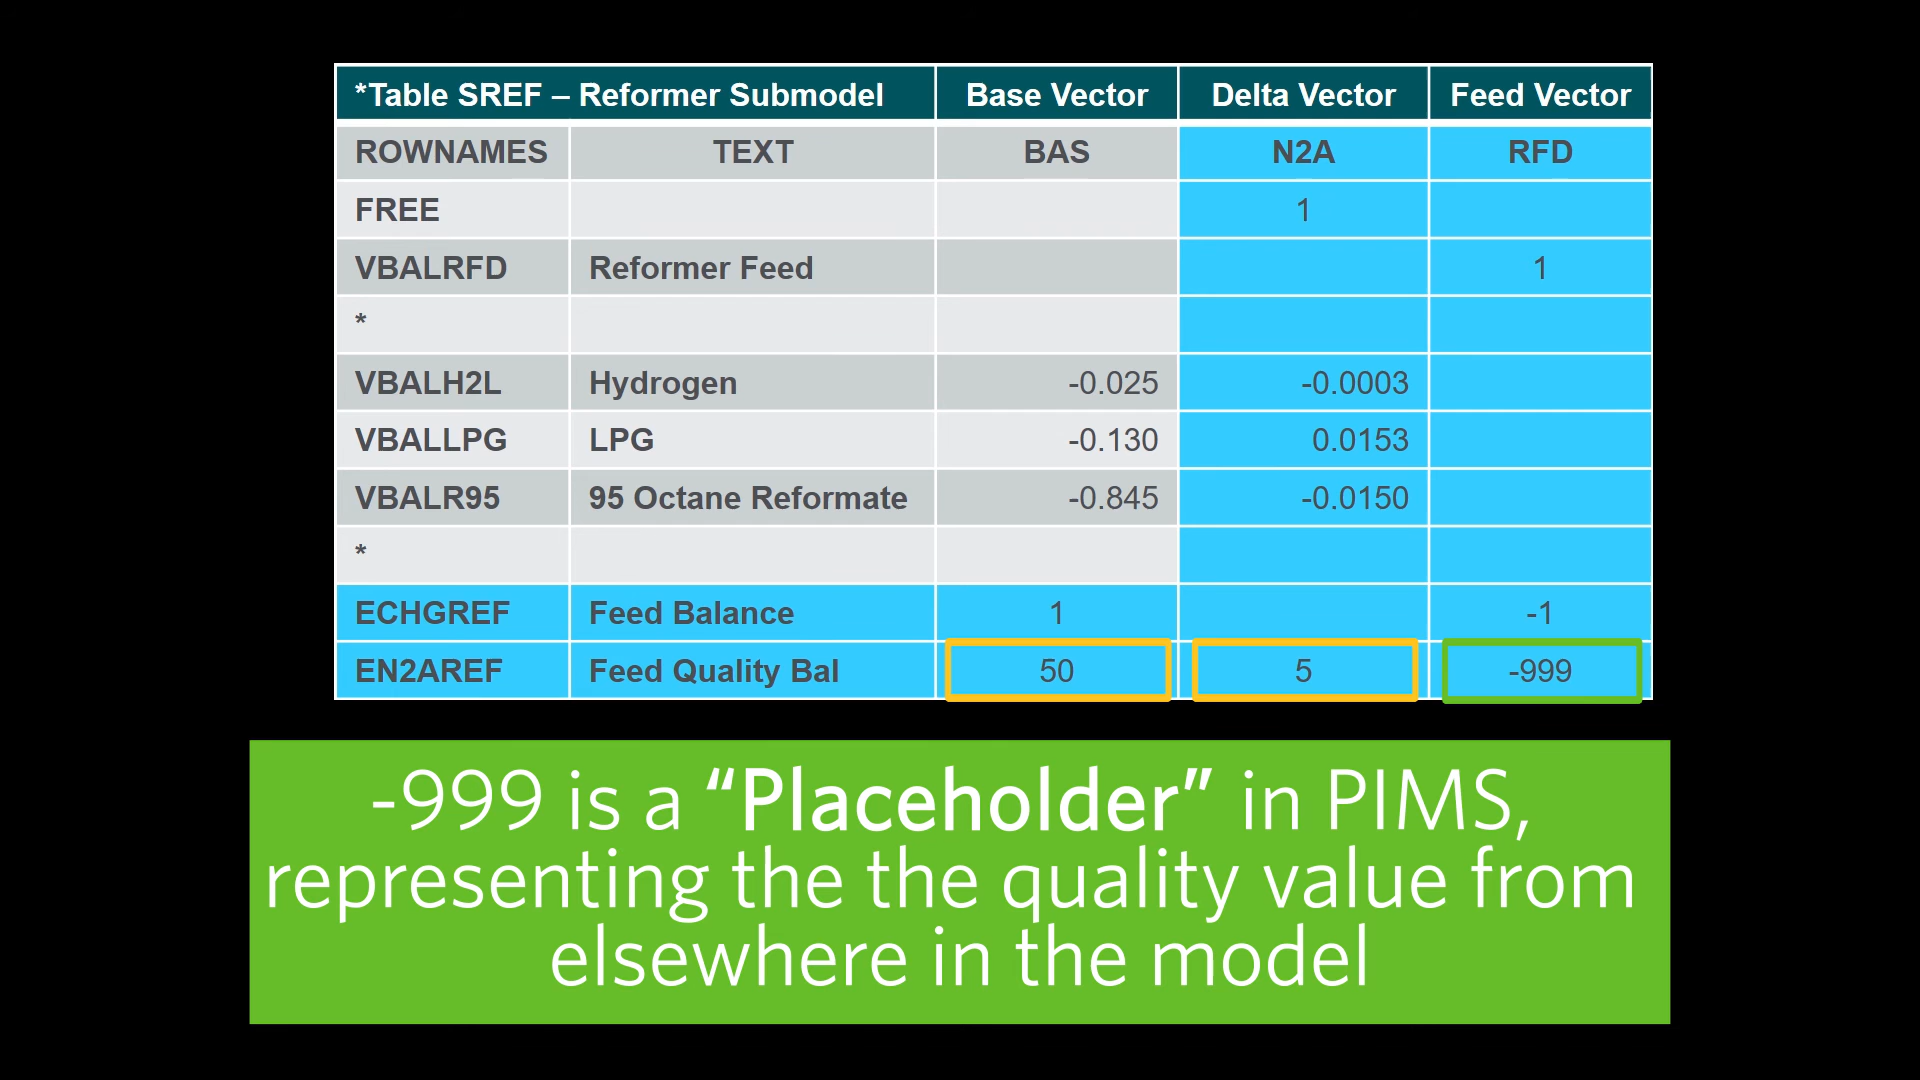 *Table SREF – Reformer Submodel Base Vector Delta Vector Feed Vector
ROWNAMES TEXT BAS N2A RFD
FREE 1
VBALRFD Reformer Feed 1
*
VBALH2L Hydrogen -0.025 -0.0003
VBALLPG LPG -0.130 0.0153
VBALR95 95 Octane Reformate -0.845 -0.0150
*
ECHGREF Feed Balance 1 -1
EN2AREF Feed Quality Bal 50 5 -999
-999 is a “Placeholder” in PIMS,
representing the the quality value from
elsewhere in the model